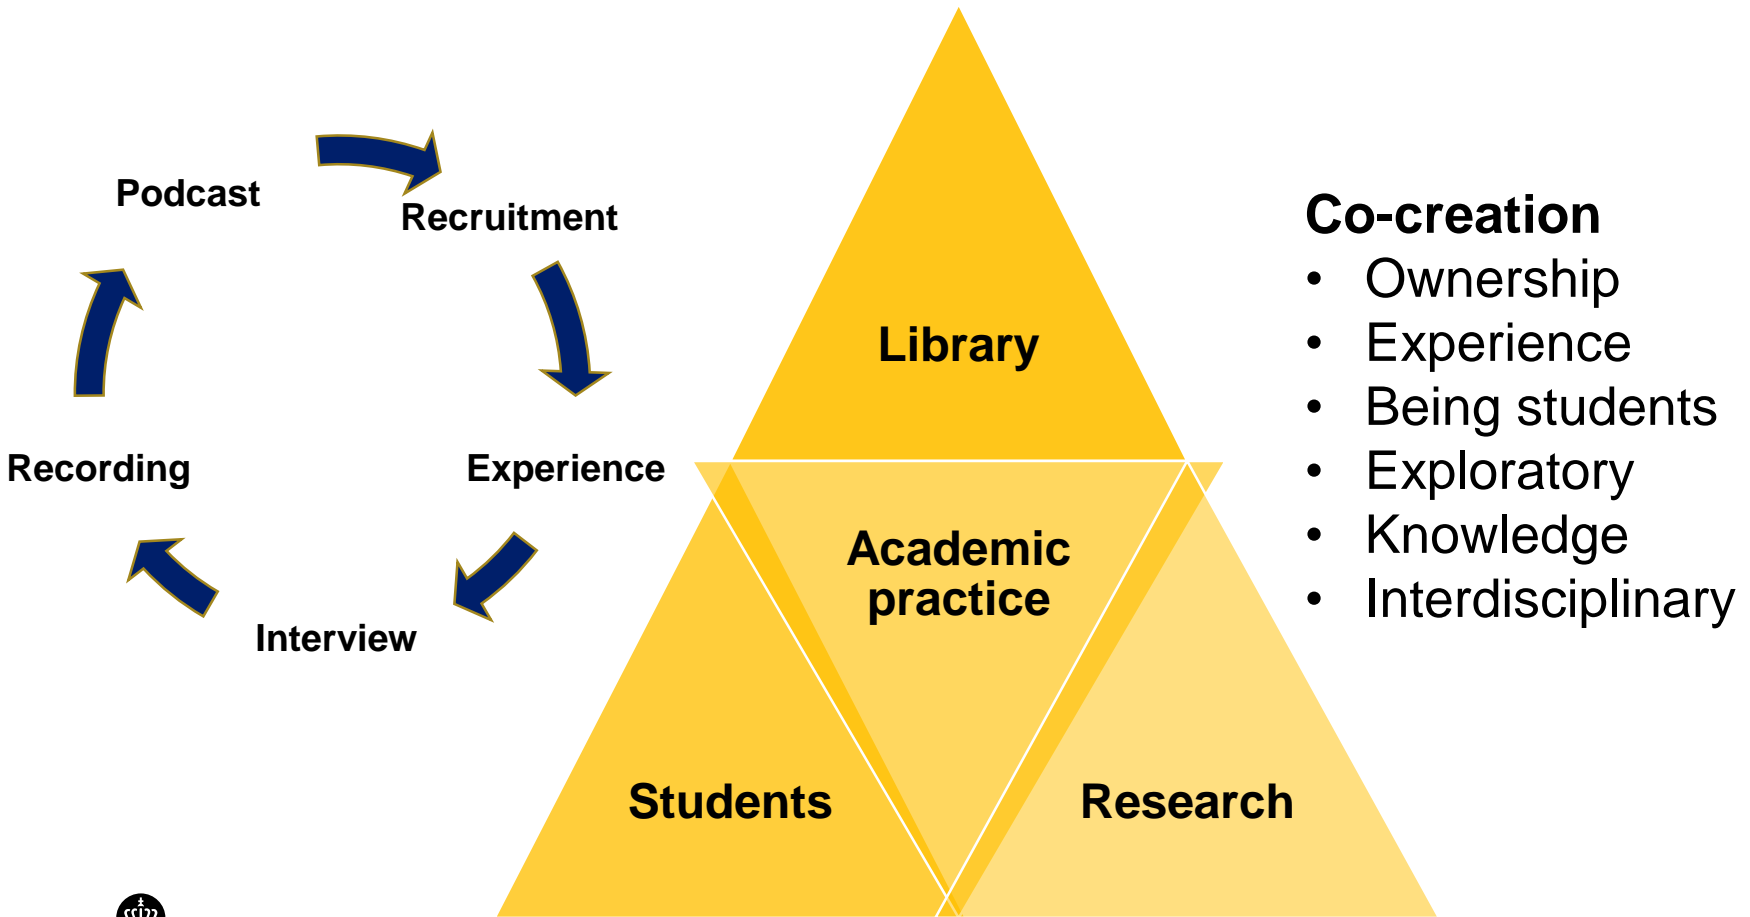 Podcast
Recruitment
Recording
Experience
Interview
Library
Academic
practice
Students
Research
Co-creation
• Ownership
• Experience
• Being students
• Exploratory
• Knowledge
• Interdisciplinary